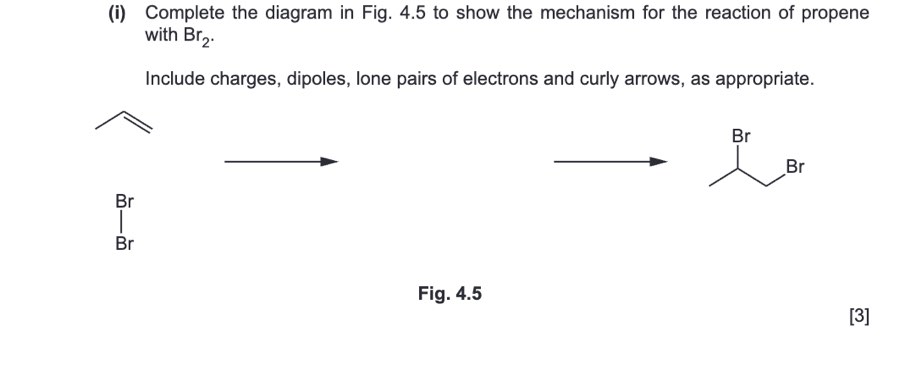 (i) Complete the diagram in Fig. 4.5 to show the mechanism for the reaction of propene
with Br₂.
Include charges, dipoles, lone pairs of electrons and curly arrows, as appropriate.
Br
Br
Br
Br
Fig. 4.5
[3]